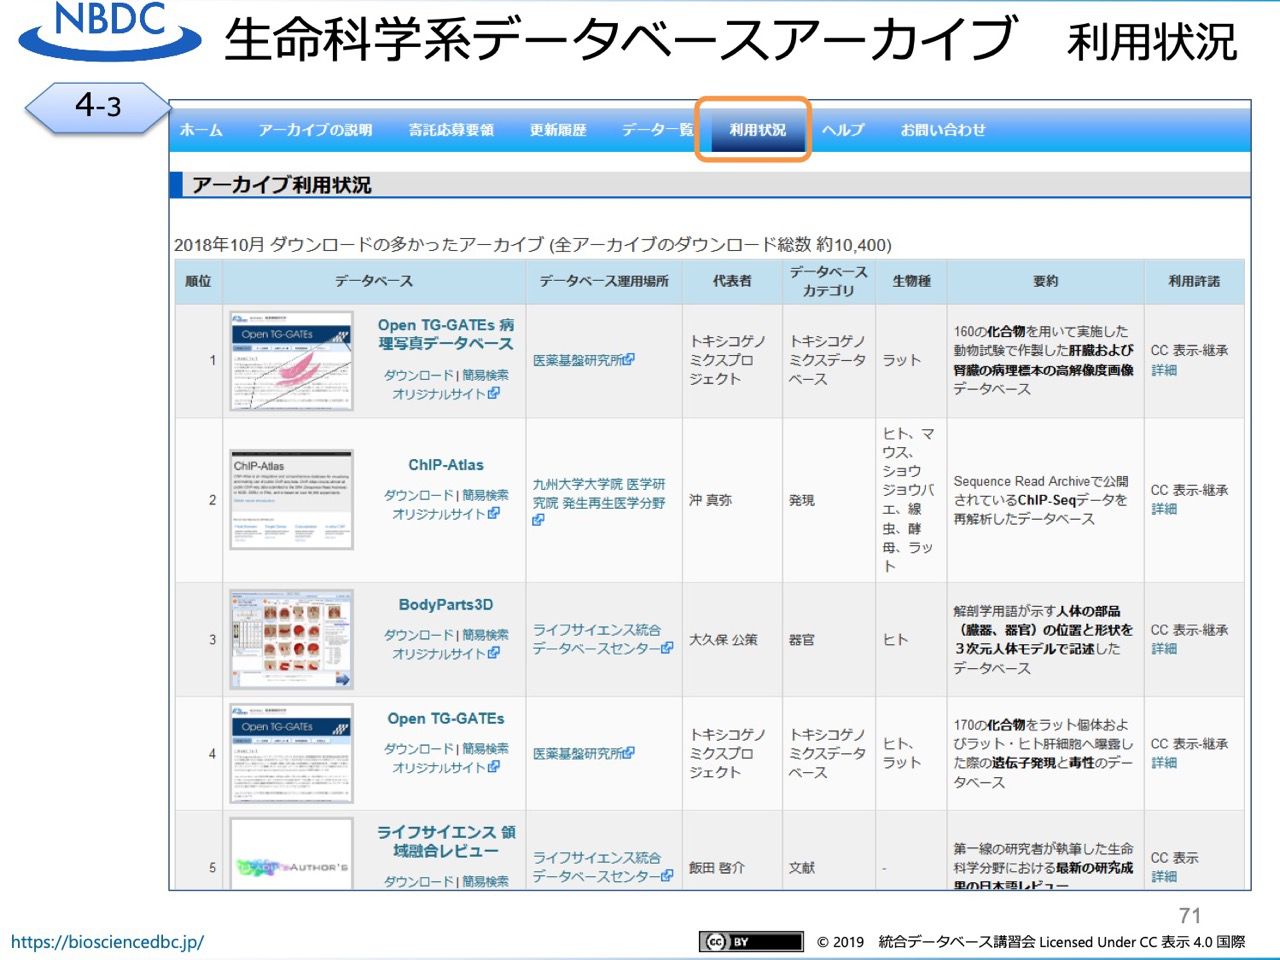 NBDC
生命科学系データベースアーカイブ 利用状況
4-3
ホーム アーカイブの説明 寄託応募要領 更新履歴 データ一覧 利用状況 ヘルプ お問い合わせ
アーカイブ利用状況
2018年10月 ダウンロードの多かったアーカイブ (全アーカイブのダウンロード総数 約10,400)
順位 データベース データベース運用場所 代表者 データベース
カテゴリ 生物種 要約 利用許諾
1
Open TG-GATEs
Open TG-GATEs 病
理写真データベース
ダウンロード | 簡易検索
オリジナルサイト
医薬基盤研究所
トキシコゲノ
ミクスプロ
ジェクト
トキシコゲノ
ミクスデータ
ベース
ラット
160の化合物を用いて実施した
動物試験で作製した肝臓および
腎臓の病理標本の高解像度画像
データベース
CC 表示-継承
詳細
2
ChIP-Atlas
ChIP-Atlas
ダウンロード | 簡易検索
オリジナルサイト
九州大学大学院 医学研
究院 発生再生医学分野
沖 真弥
発現
ヒト、マ
ウス、
ショウ
ジョウバ
エ、線
虫、酵
母、ラッ
ト
Sequence Read Archiveで公開
されているChIP-Seqデータを
再解析したデータベース
CC 表示-継承
詳細
3
BodyParts3D
ダウンロード | 簡易検索
オリジナルサイト
ライフサイエンス統合
データベースセンター
大久保 公策
器官
ヒト
解剖学用語が示す人体の部品
（臓器、器官）の位置と形状を
３次元人体モデルで記述した
データベース
CC 表示-継承
詳細
4
Open TG-GATEs
Open TG-GATEs
ダウンロード | 簡易検索
オリジナルサイト
医薬基盤研究所
トキシコゲノ
ミクスプロ
ジェクト
トキシコゲノ
ミクスデータ
ベース
ヒト、
ラット
170の化合物をラット個体およ
びラット・ヒト肝細胞へ曝露し
た際の遺伝子発現と毒性のデー
タベース
CC 表示-継承
詳細
5
AUTHOR'S
ライフサイエンス 領
域融合レビュー
ダウンロード | 簡易検索
ライフサイエンス統合
データベースセンター
飯田 啓介
文献
-
第一線の研究者が執筆した生命
科学分野における最新の研究成
果の日本語レビュー
CC 表示
詳細
71
https://biosciencedbc.jp/
cc BY
© 2019 統合データベース講習会 Licensed Under CC 表示 4.0 国際